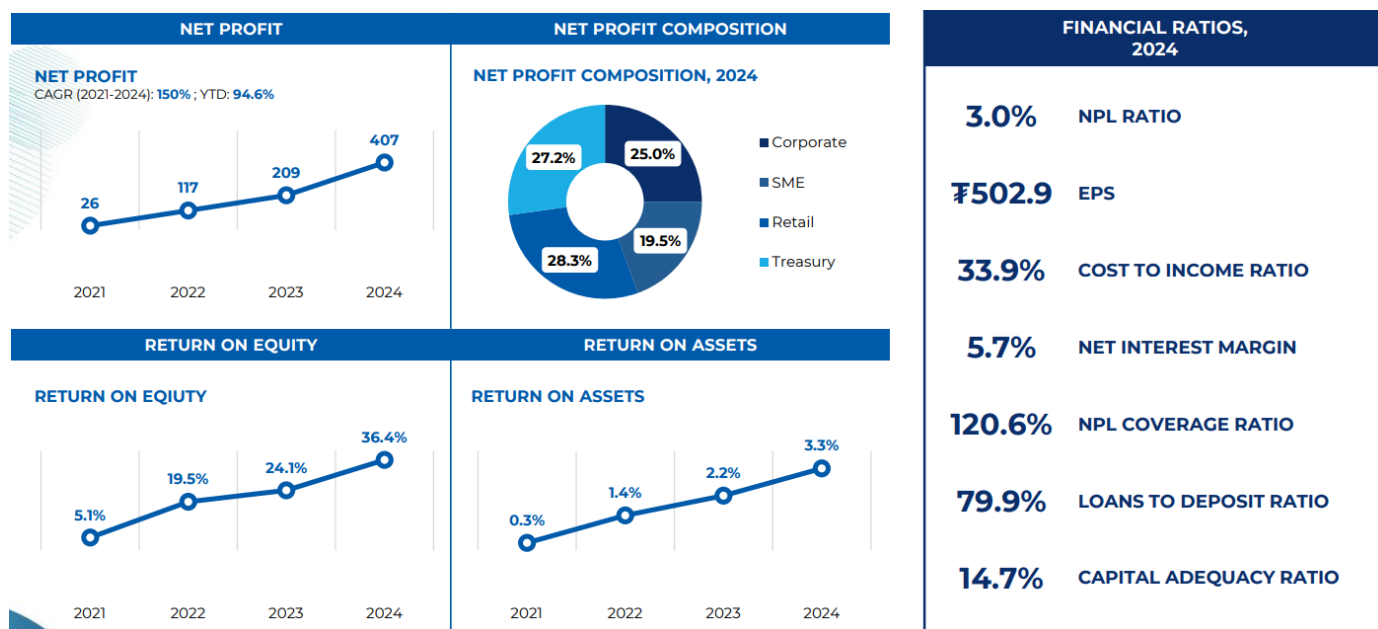 NET PROFIT
NET PROFIT
CAGR (2021-2024): 150% ; YTD: 94.6%
26
117
209
407
2021
2022
2023
2024
NET PROFIT COMPOSITION
NET PROFIT COMPOSITION, 2024
27.2%
25.0%
19.5%
28.3%
Corporate
SME
Retail
Treasury
RETURN ON EQUITY
RETURN ON EQIUTY
5.1%
19.5%
24.1%
36.4%
2021
2022
2023
2024
RETURN ON ASSETS
RETURN ON ASSETS
0.3%
1.4%
2.2%
3.3%
2021
2022
2023
2024
FINANCIAL RATIOS,
2024
3.0% NPL RATIO
₮502.9 EPS
33.9% COST TO INCOME RATIO
5.7% NET INTEREST MARGIN
120.6% NPL COVERAGE RATIO
79.9% LOANS TO DEPOSIT RATIO
14.7% CAPITAL ADEQUACY RATIO